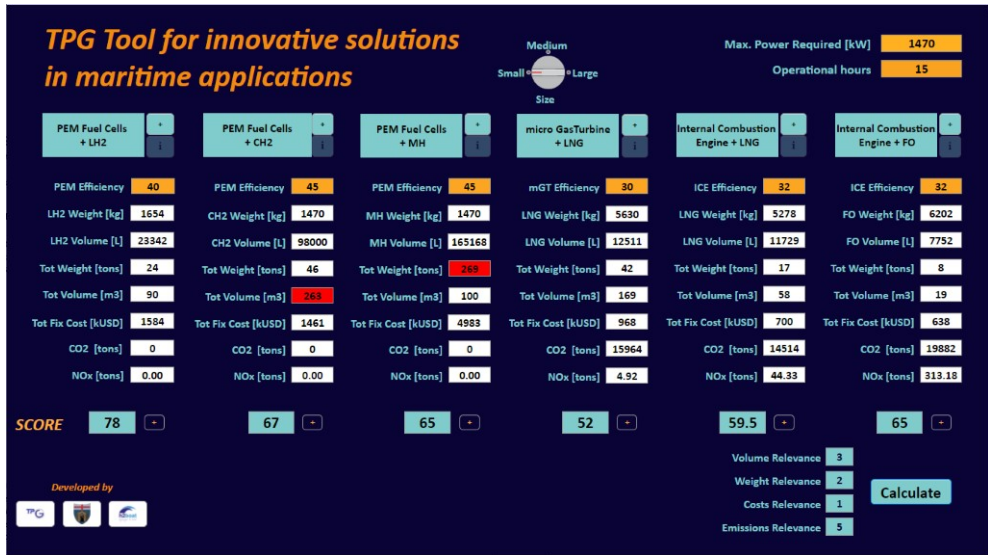 TPG Tool for innovative solutions
in maritime applications
Medium
Small Large
Size
Max. Power Required [kW] 1470
Operational hours 15
PEM Fuel Cells + LH2 + i
PEM Fuel Cells + CH2 + i
PEM Fuel Cells + MH + i
micro GasTurbine + LNG + i
Internal Combustion Engine + LNG + i
Internal Combustion Engine + FO + i
PEM Efficiency 40 PEM Efficiency 45 PEM Efficiency 45 mGT Efficiency 30 ICE Efficiency 32 ICE Efficiency 32
LH2 Weight [kg] 1654 CH2 Weight [kg] 1470 MH Weight [kg] 1470 LNG Weight [kg] 5630 LNG Weight [kg] 5278 FO Weight [kg] 6202
LH2 Volume [L] 23342 CH2 Volume [L] 98000 MH Volume [L] 165168 LNG Volume [L] 12511 LNG Volume [L] 11729 FO Volume [L] 7752
Tot Weight [tons] 24 Tot Weight [tons] 46 Tot Weight [tons] 269 Tot Weight [tons] 42 Tot Weight [tons] 17 Tot Weight [tons] 8
Tot Volume [m3] 90 Tot Volume [m3] 263 Tot Volume [m3] 100 Tot Volume [m3] 169 Tot Volume [m3] 58 Tot Volume [m3] 19
Tot Fix Cost [kUSD] 1584 Tot Fix Cost [kUSD] 1461 Tot Fix Cost [kUSD] 4983 Tot Fix Cost [kUSD] 968 Tot Fix Cost [kUSD] 700 Tot Fix Cost [kUSD] 638
CO2 [tons] 0 CO2 [tons] 0 CO2 [tons] 0 CO2 [tons] 15964 CO2 [tons] 14514 CO2 [tons] 19882
NOx [tons] 0.00 NOx [tons] 0.00 NOx [tons] 0.00 NOx [tons] 4.92 NOx [tons] 44.33 NOx [tons] 313.18
SCORE 78 + 67 + 65 + 52 + 59.5 + 65 +
Volume Relevance 3
Weight Relevance 2
Costs Relevance 1
Emissions Relevance 5
Calculate
Developed by
TPG